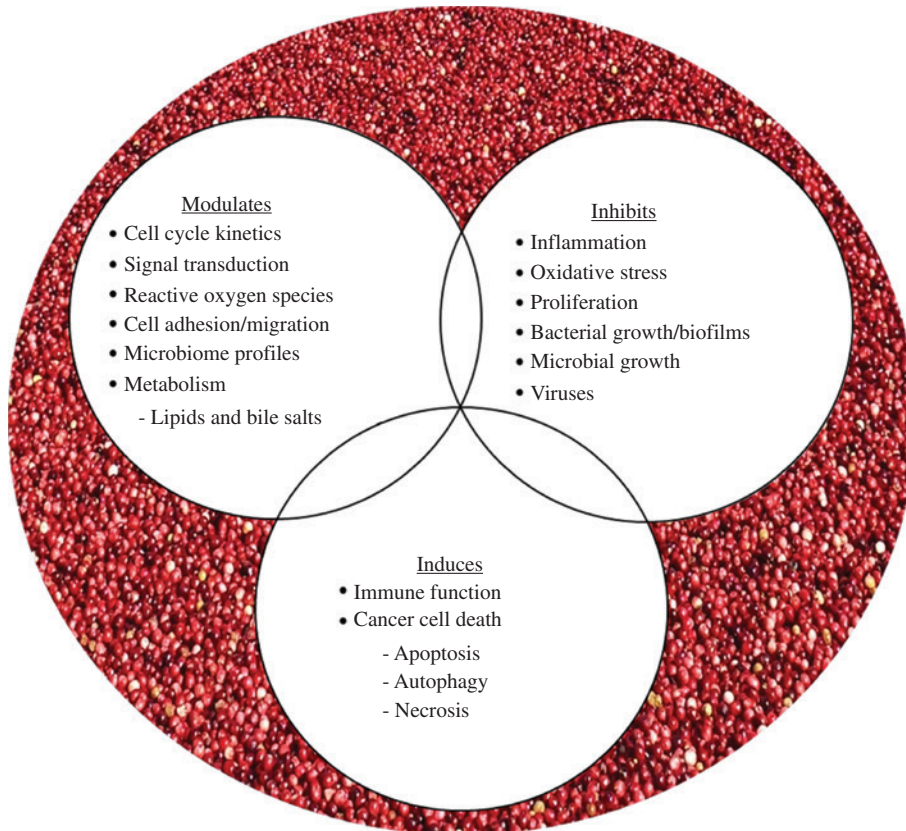 Modulates
• Cell cycle kinetics
• Signal transduction
• Reactive oxygen species
• Cell adhesion/migration
• Microbiome profiles
• Metabolism
- Lipids and bile salts
Inhibits
• Inflammation
• Oxidative stress
• Proliferation
• Bacterial growth/biofilms
• Microbial growth
• Viruses
Induces
• Immune function
• Cancer cell death
- Apoptosis
- Autophagy
- Necrosis